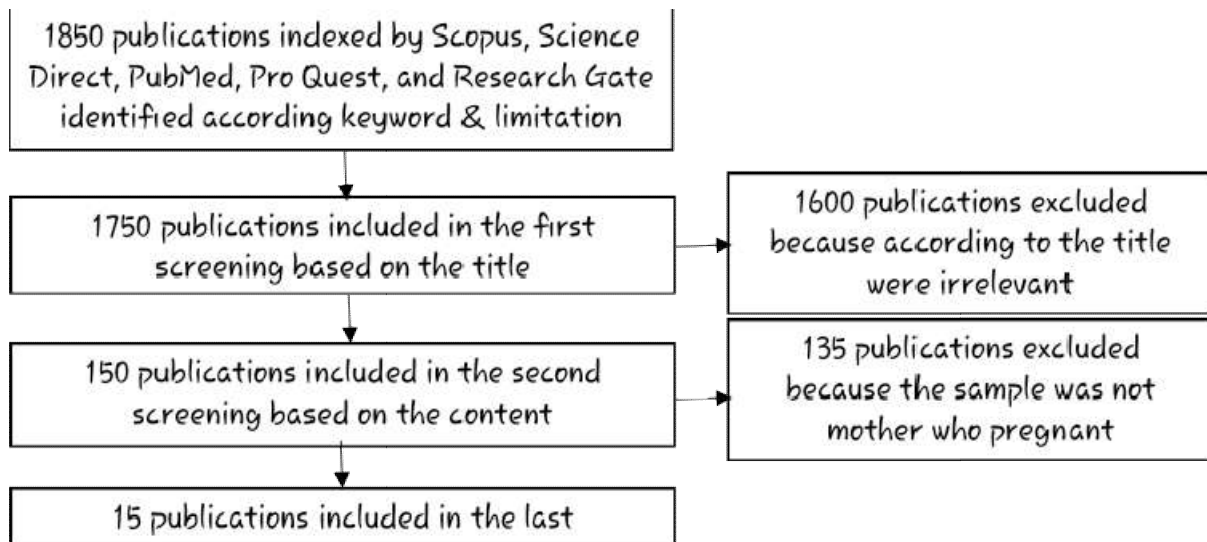 1850 publications indexed by Scopus, Science
Direct, PubMed, Pro Quest, and Research Gate
identified according keyword & limitation
1750 publications included in the first
screening based on the title
1600 publications excluded
because according to the title
were irrelevant
150 publications included in the second
screening based on the content
135 publications excluded
because the sample was not
mother who pregnant
15 publications included in the last